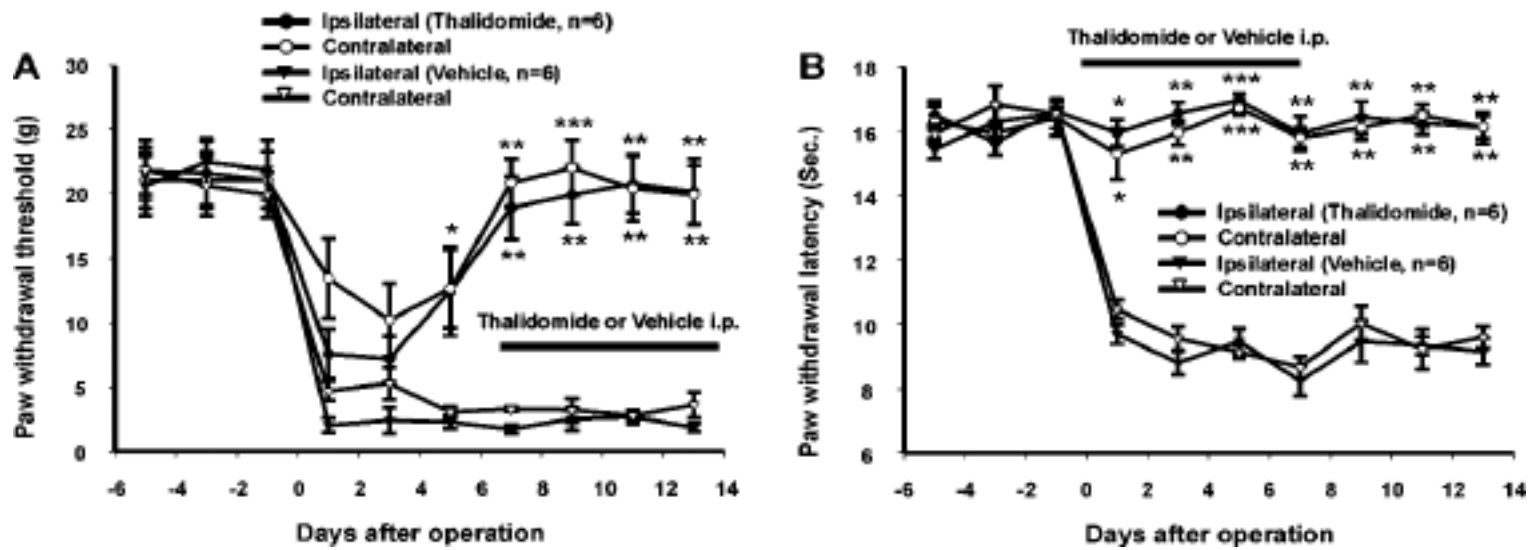 A
Ipsilateral (Thalidomide, n=6)
Contralateral
Ipsilateral (Vehicle, n=6)
Contralateral
Paw withdrawal threshold (g)
30
25
20
15
10
5
0
** *** ** **
*
** ** ** **
Thalidomide or Vehicle i.p.
-6 -4 -2 0 2 4 6 8 10 12 14
Days after operation
B
Thalidomide or Vehicle i.p.
Paw withdrawal latency (Sec.)
18
16
14
12
10
8
6
* ** *** ** ** ** **
* ** *** ** ** ** **
Ipsilateral (Thalidomide, n=6)
Contralateral
Ipsilateral (Vehicle, n=6)
Contralateral
-6 -4 -2 0 2 4 6 8 10 12 14
Days after operation